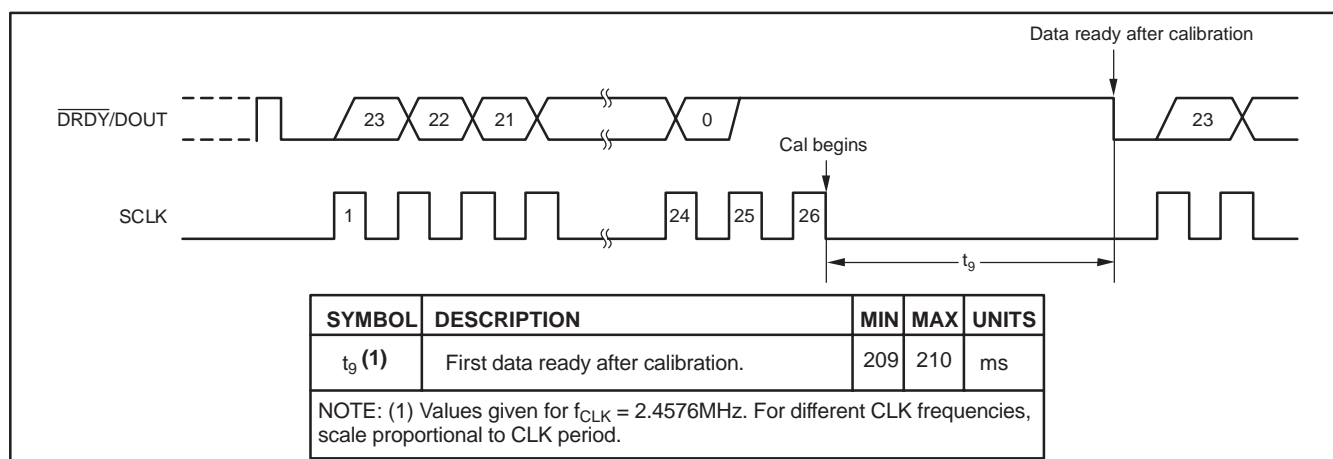 Data ready after calibration
DRDY/DOUT
23
22
21
0
23
Cal begins
SCLK
1
24
25
26
t9
SYMBOL DESCRIPTION MIN MAX UNITS
t9 (1) First data ready after calibration. 209 210 ms
NOTE: (1) Values given for fCLK = 2.4576MHz. For different CLK frequencies,
scale proportional to CLK period.